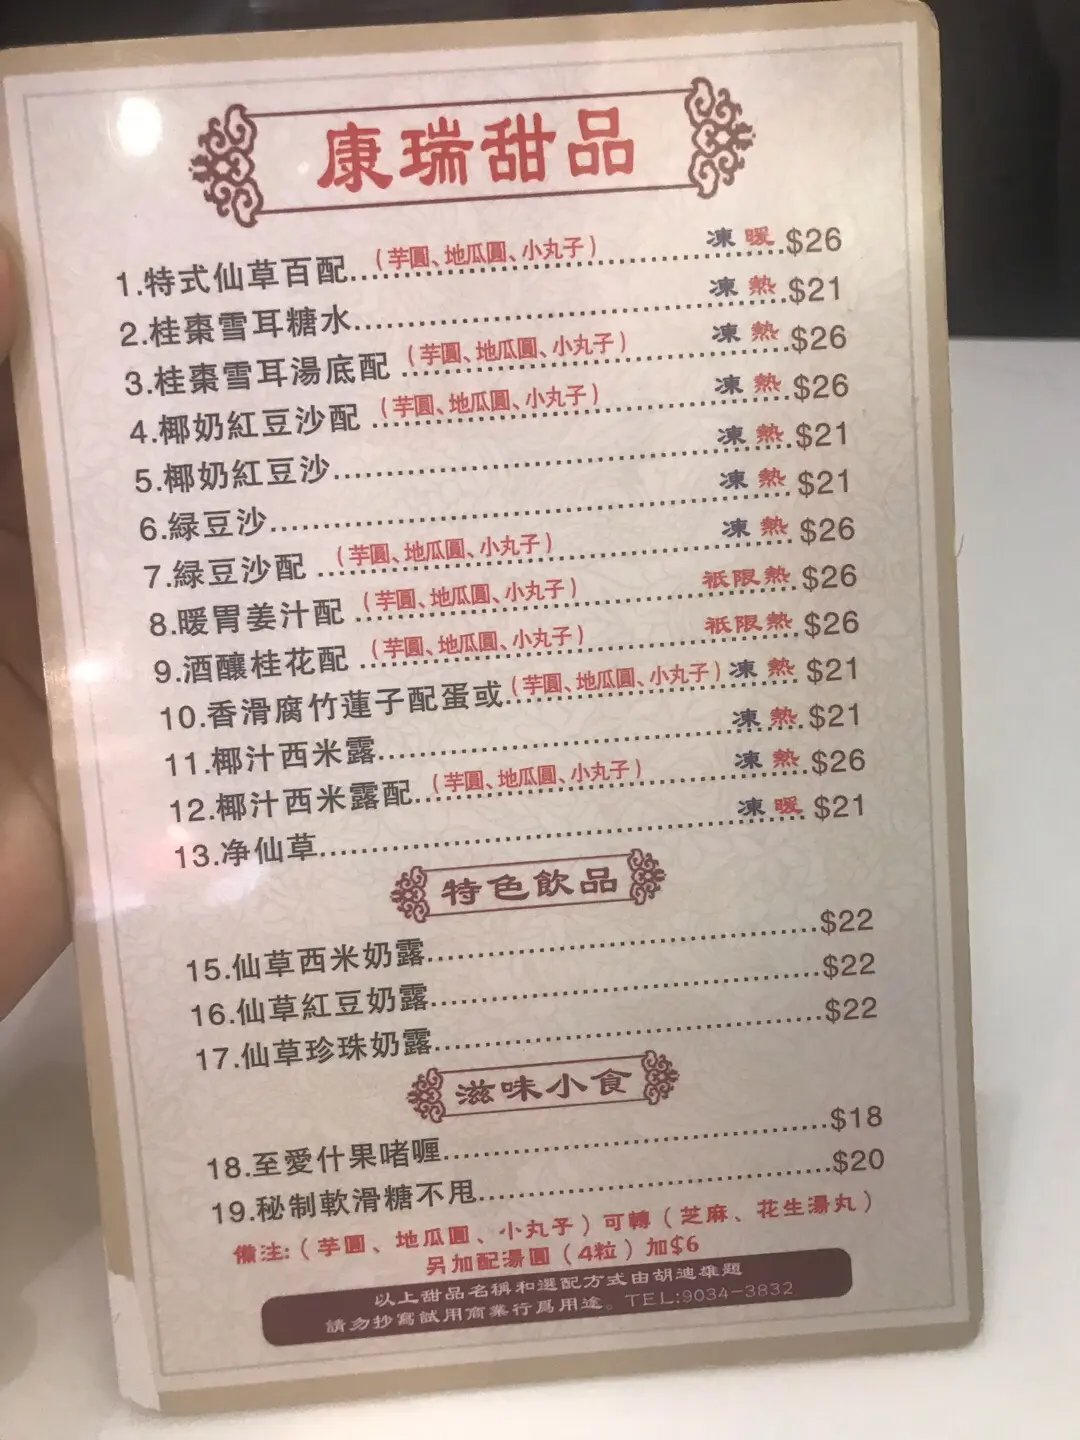 康瑞甜品
1.特式仙草百配...(芋圓、地瓜圓、小丸子)...凍 暖 $26
2.桂棗雪耳糖水...凍 熱 $21
3.桂棗雪耳湯底配...(芋圓、地瓜圓、小丸子)...凍 熱 $26
4.椰奶紅豆沙配...(芋圓、地瓜圓、小丸子)...凍 熱 $26
5.椰奶紅豆沙...凍 熱 $21
6.緑豆沙...凍 熱 $21
7.緑豆沙配...(芋圓、地瓜圓、小丸子)...凍 熱 $26
8.暖胃姜汁配...(芋圓、地瓜圓、小丸子)...祇限熱 $26
9.酒釀桂花配...(芋圓、地瓜圓、小丸子)...祇限熱 $26
10.香滑腐竹蓮子配蛋或...(芋圓、地瓜圓、小丸子)凍 熱 $21
11.椰汁西米露...凍 熱 $21
12.椰汁西米露配...(芋圓、地瓜圓、小丸子)...凍 熱 $26
13.净仙草...凍 暖 $21
特色飲品
15.仙草西米奶露...$22
16.仙草紅豆奶露...$22
17.仙草珍珠奶露...$22
滋味小食
18.至愛什果啫喱...$18
19.秘制軟滑糖不甩...$20
備注:(芋圓、地瓜圓、小丸子)可轉(芝麻、花生湯丸)
另加配湯圓(4粒)加$6
以上甜品名稱和選配方式由胡迪雄題
請勿抄寫試用商業行爲用途。TEL:9034-3832